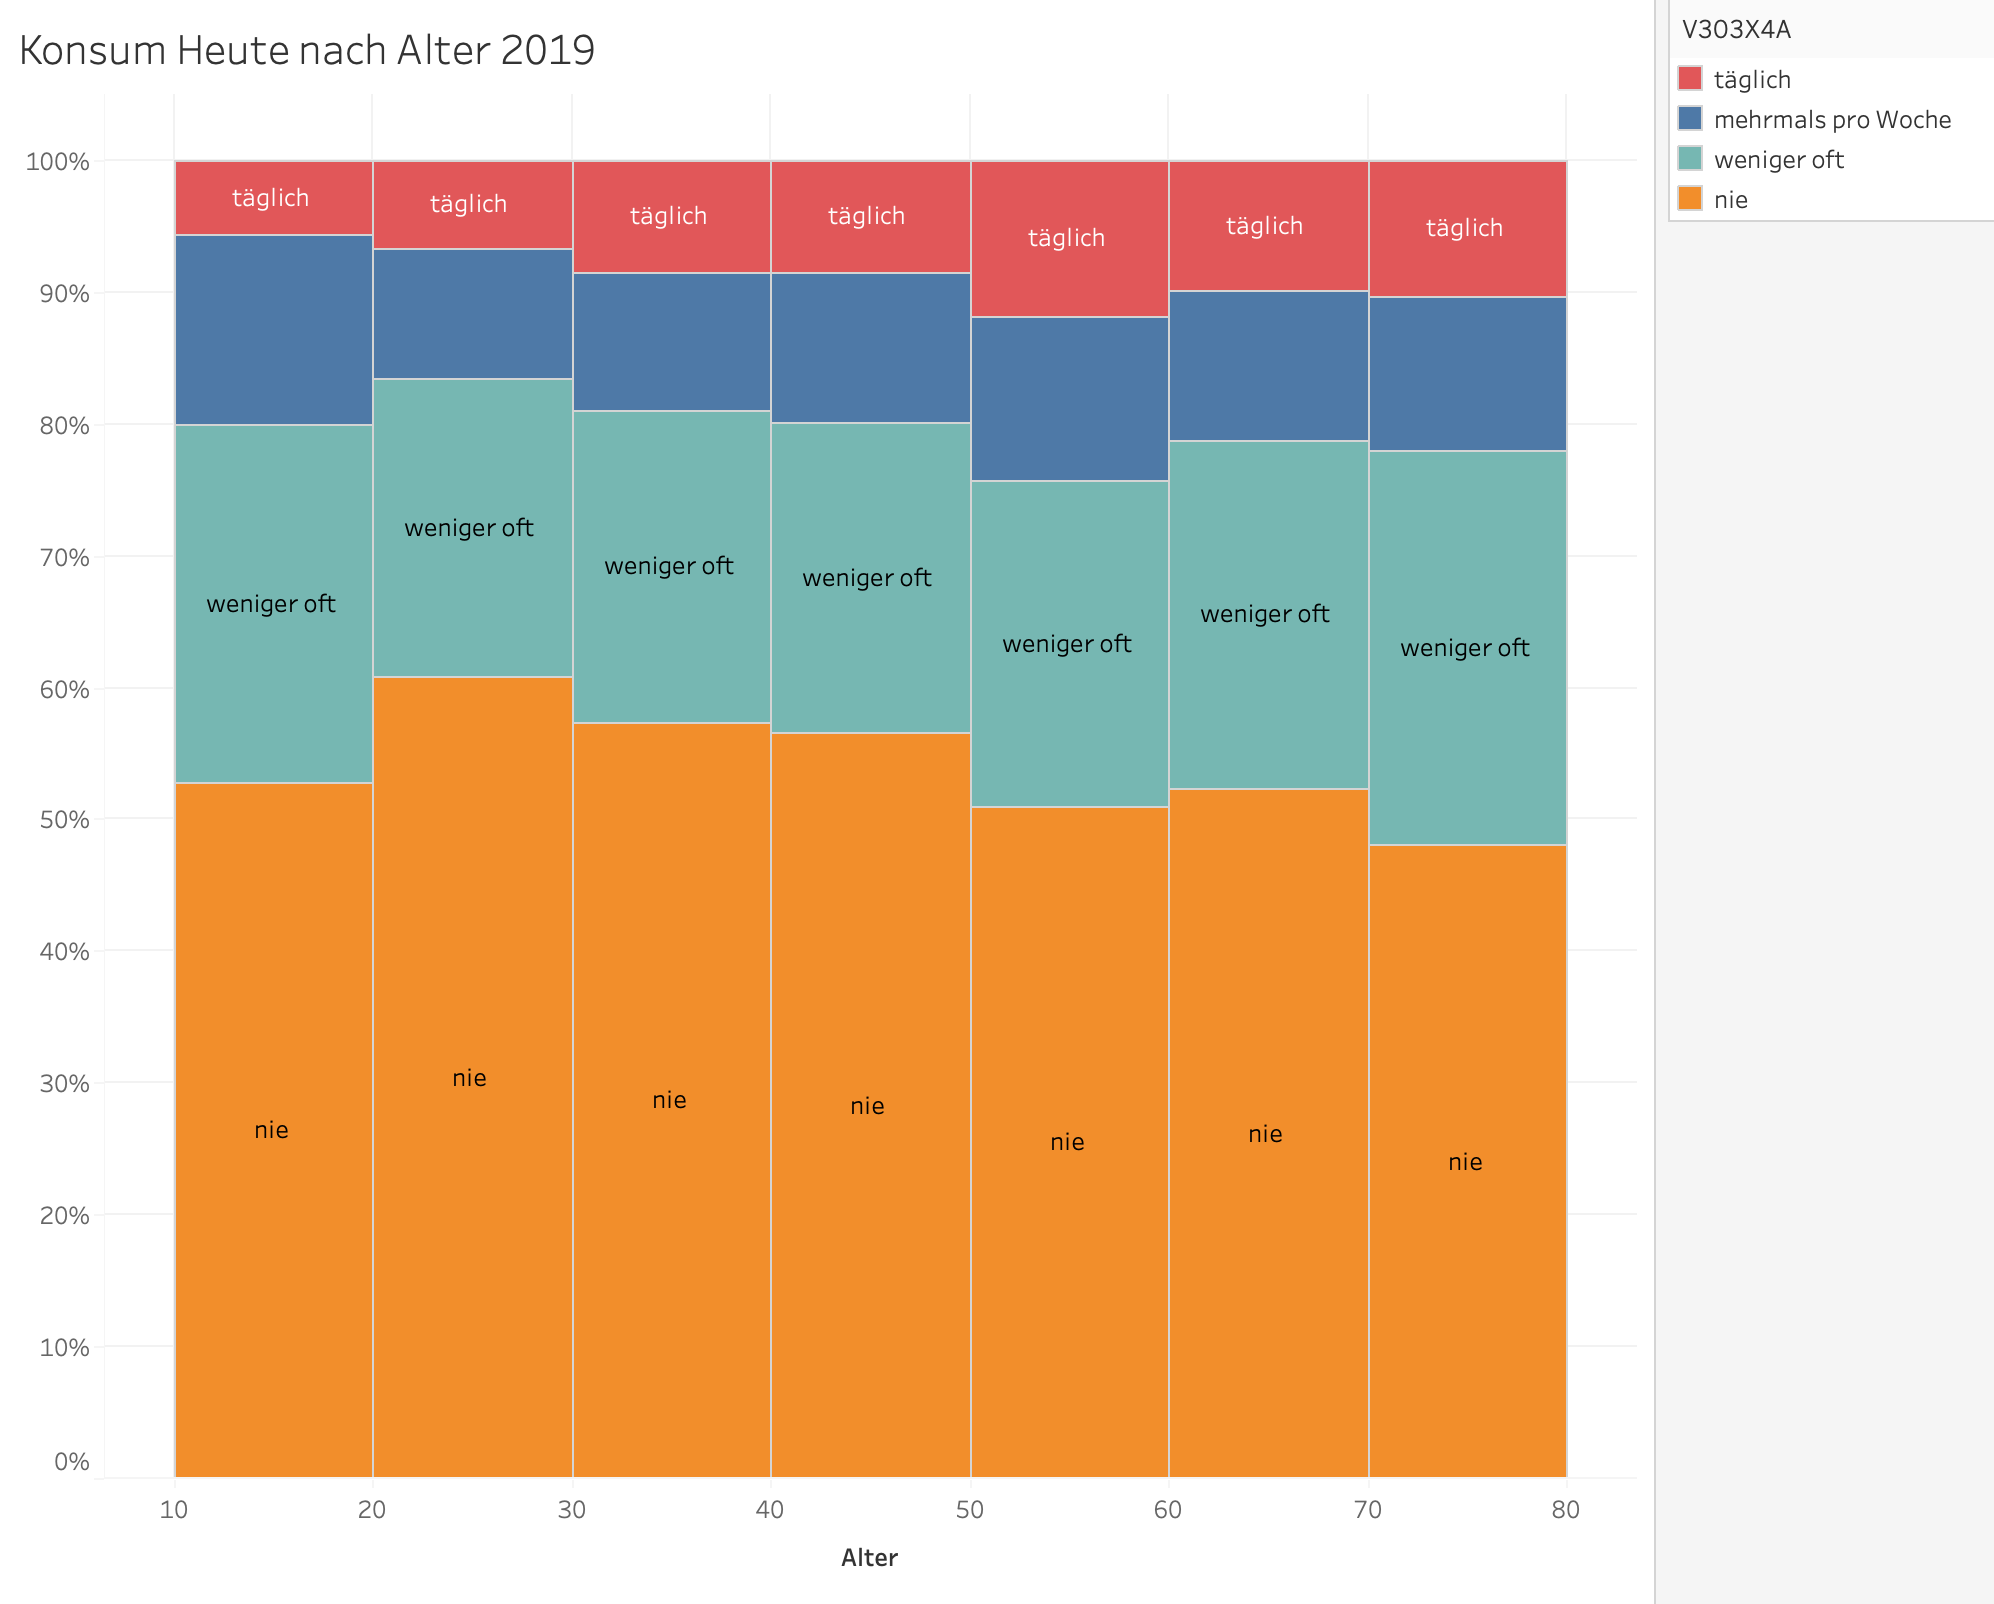 Konsum Heute nach Alter 2019
V303X4A
täglich
mehrmals pro Woche
weniger oft
nie
100%
90%
80%
70%
60%
50%
40%
30%
20%
10%
0%
täglich
täglich
täglich
täglich
täglich
täglich
täglich
weniger oft
weniger oft
weniger oft
weniger oft
weniger oft
weniger oft
weniger oft
nie
nie
nie
nie
nie
nie
nie
10 20 30 40 50 60 70 80
Alter